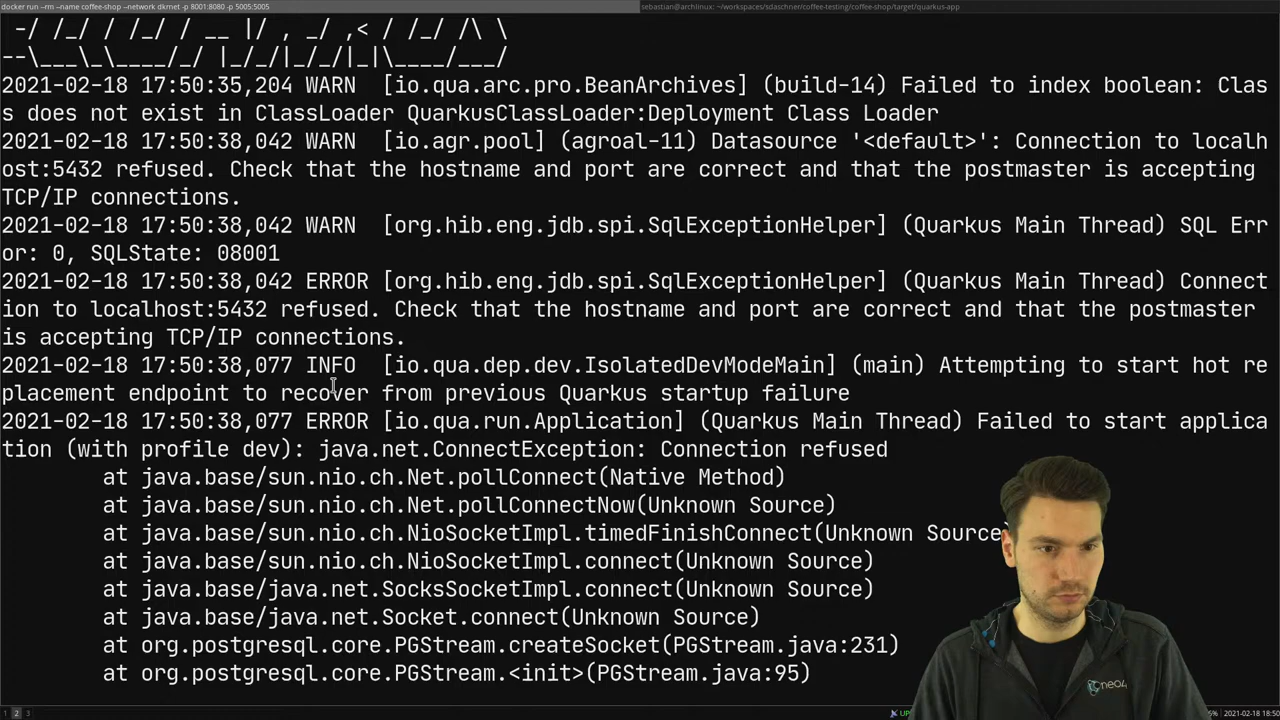 docker run --rm --name coffee-shop --network dkrnet -p 8001:8080 -p 5005:5005
sebastian@archlinux: ~/workspaces/sdaschner/coffee-testing/coffee-shop/target/quarkus-app
-/ /_/ / /_/ / __ |/ , _/ ,< / /_/ /\ \
--\___\_\____/_/ |_/_/|_/_/|_|\____/___/
2021-02-18 17:50:35,204 WARN  [io.qua.arc.pro.BeanArchives] (build-14) Failed to index boolean: Clas
s does not exist in ClassLoader QuarkusClassLoader:Deployment Class Loader
2021-02-18 17:50:38,042 WARN  [io.agr.pool] (agroal-11) Datasource '<default>': Connection to localh
ost:5432 refused. Check that the hostname and port are correct and that the postmaster is accepting
TCP/IP connections.
2021-02-18 17:50:38,042 WARN  [org.hib.eng.jdb.spi.SqlExceptionHelper] (Quarkus Main Thread) SQL Err
or: 0, SQLState: 08001
2021-02-18 17:50:38,042 ERROR [org.hib.eng.jdb.spi.SqlExceptionHelper] (Quarkus Main Thread) Connect
ion to localhost:5432 refused. Check that the hostname and port are correct and that the postmaster
is accepting TCP/IP connections.
2021-02-18 17:50:38,077 INFO  [io.qua.dep.dev.IsolatedDevModeMain] (main) Attempting to start hot re
placement endpoint to recover from previous Quarkus startup failure
2021-02-18 17:50:38,077 ERROR [io.qua.run.Application] (Quarkus Main Thread) Failed to start applica
tion (with profile dev): java.net.ConnectException: Connection refused
at java.base/sun.nio.ch.Net.pollConnect(Native Method)
at java.base/sun.nio.ch.Net.pollConnectNow(Unknown Source)
at java.base/sun.nio.ch.NioSocketImpl.timedFinishConnect(Unknown Source)
at java.base/sun.nio.ch.NioSocketImpl.connect(Unknown Source)
at java.base/java.net.SocksSocketImpl.connect(Unknown Source)
at java.base/java.net.Socket.connect(Unknown Source)
at org.postgresql.core.PGStream.createSocket(PGStream.java:231)
at org.postgresql.core.PGStream.<init>(PGStream.java:95)
neo4j
1 2 3
UP
2021-02-18 18:50